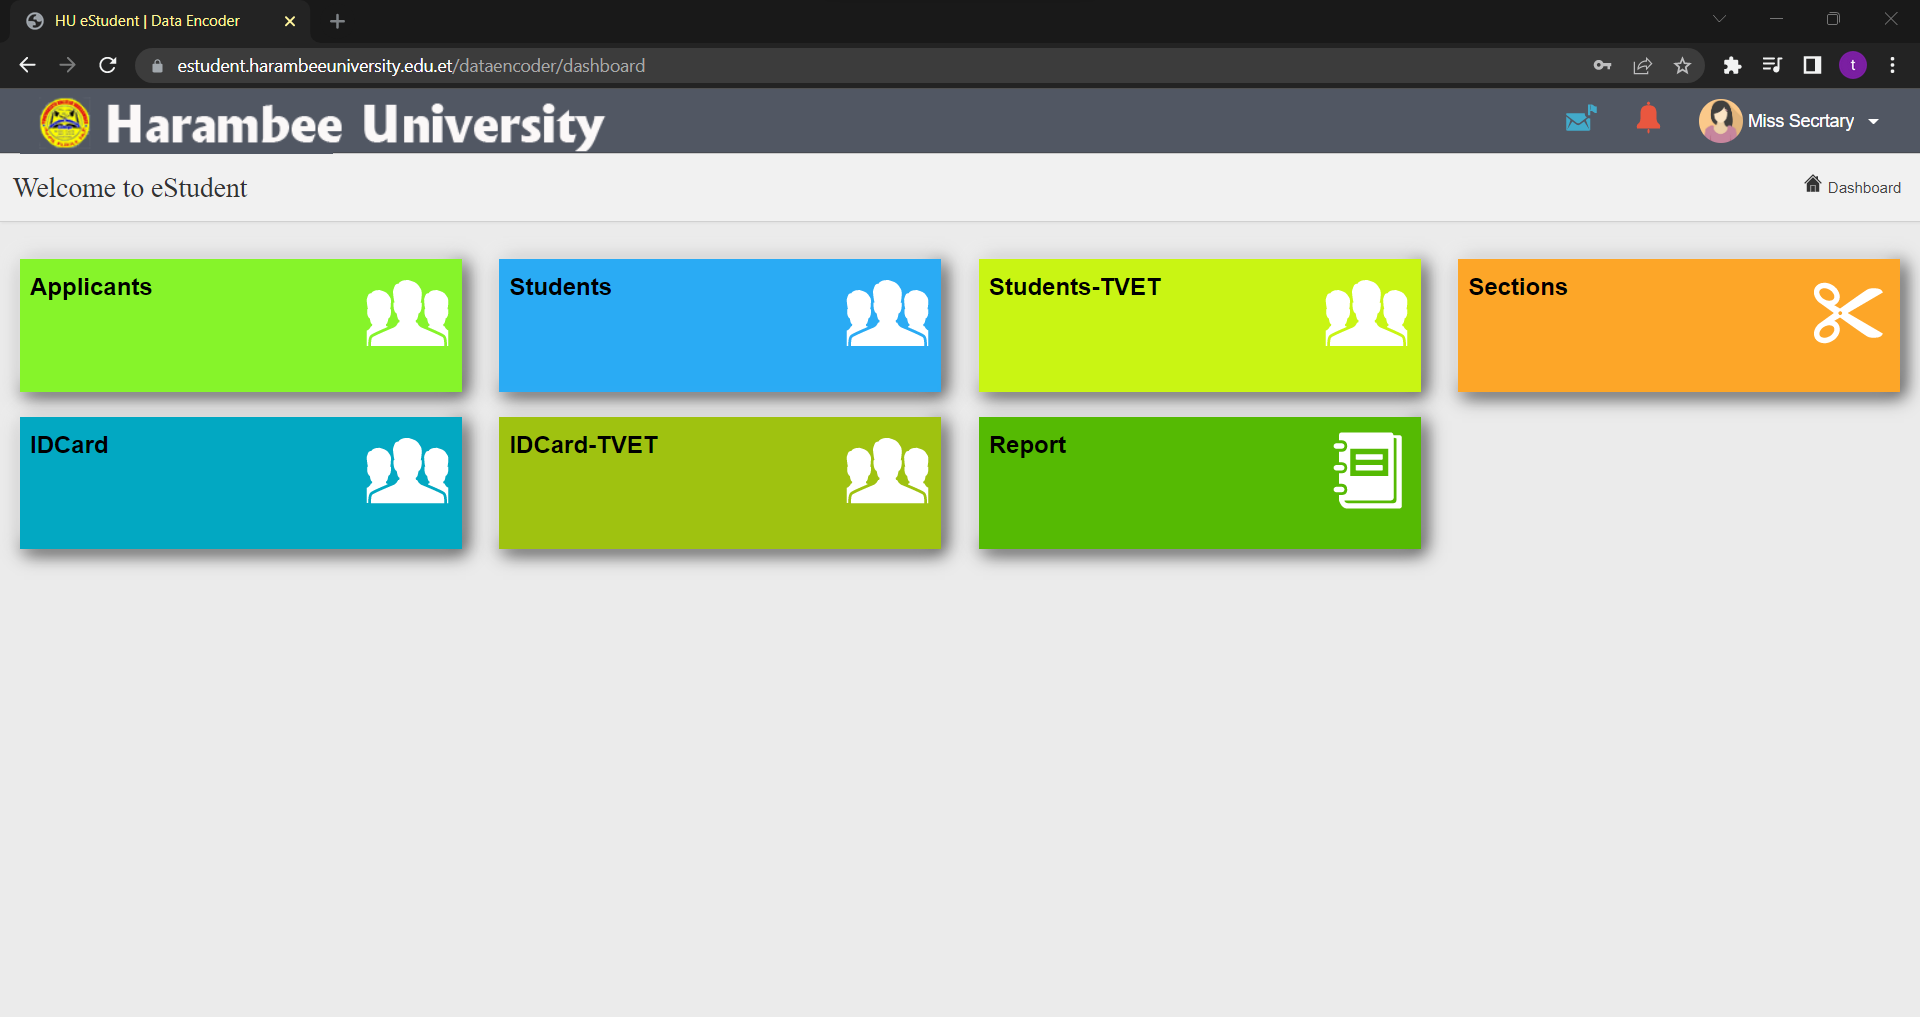 HU eStudent | Data Encoder
estudent.harambeeuniversity.edu.et/dataencoder/dashboard
t
Harambee University
Miss Secrtary
Welcome to eStudent
Dashboard
Applicants
Students
Students-TVET
Sections
IDCard
IDCard-TVET
Report